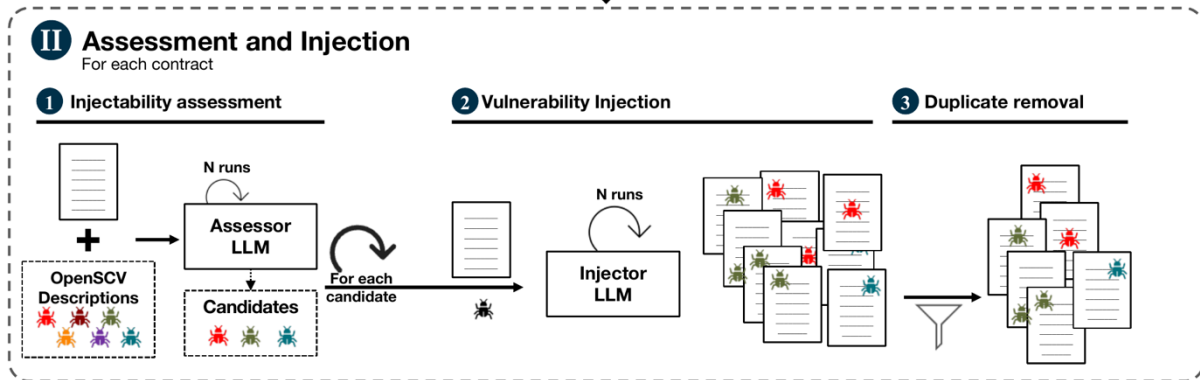 II Assessment and Injection
For each contract
1 Injectability assessment
2 Vulnerability Injection
3 Duplicate removal
N runs
Assessor
LLM
OpenSCV
Descriptions
Candidates
For each
candidate
N runs
Injector
LLM